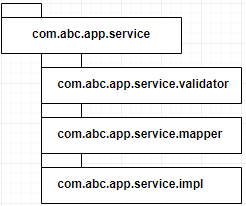 com.abc.app.service
com.abc.app.service.validator
com.abc.app.service.mapper
com.abc.app.service.impl